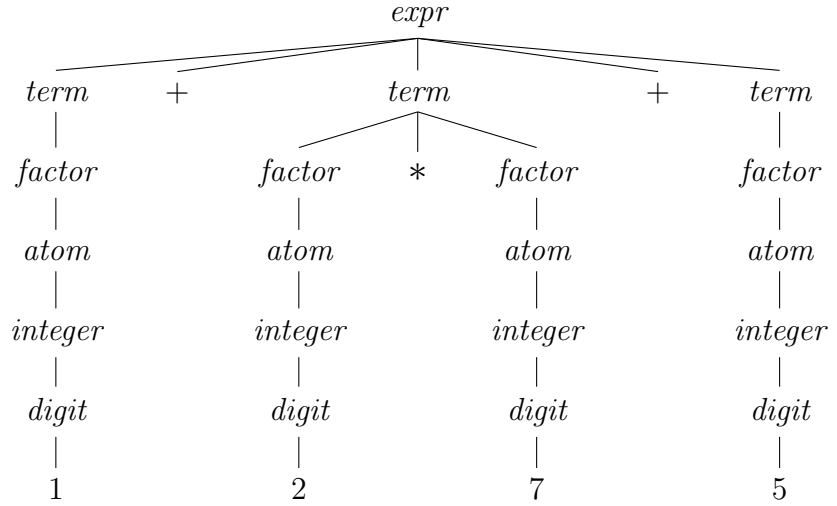 expr
term + term + term
factor factor * factor factor
atom atom atom atom
integer integer integer integer
digit digit digit digit
1 2 7 5